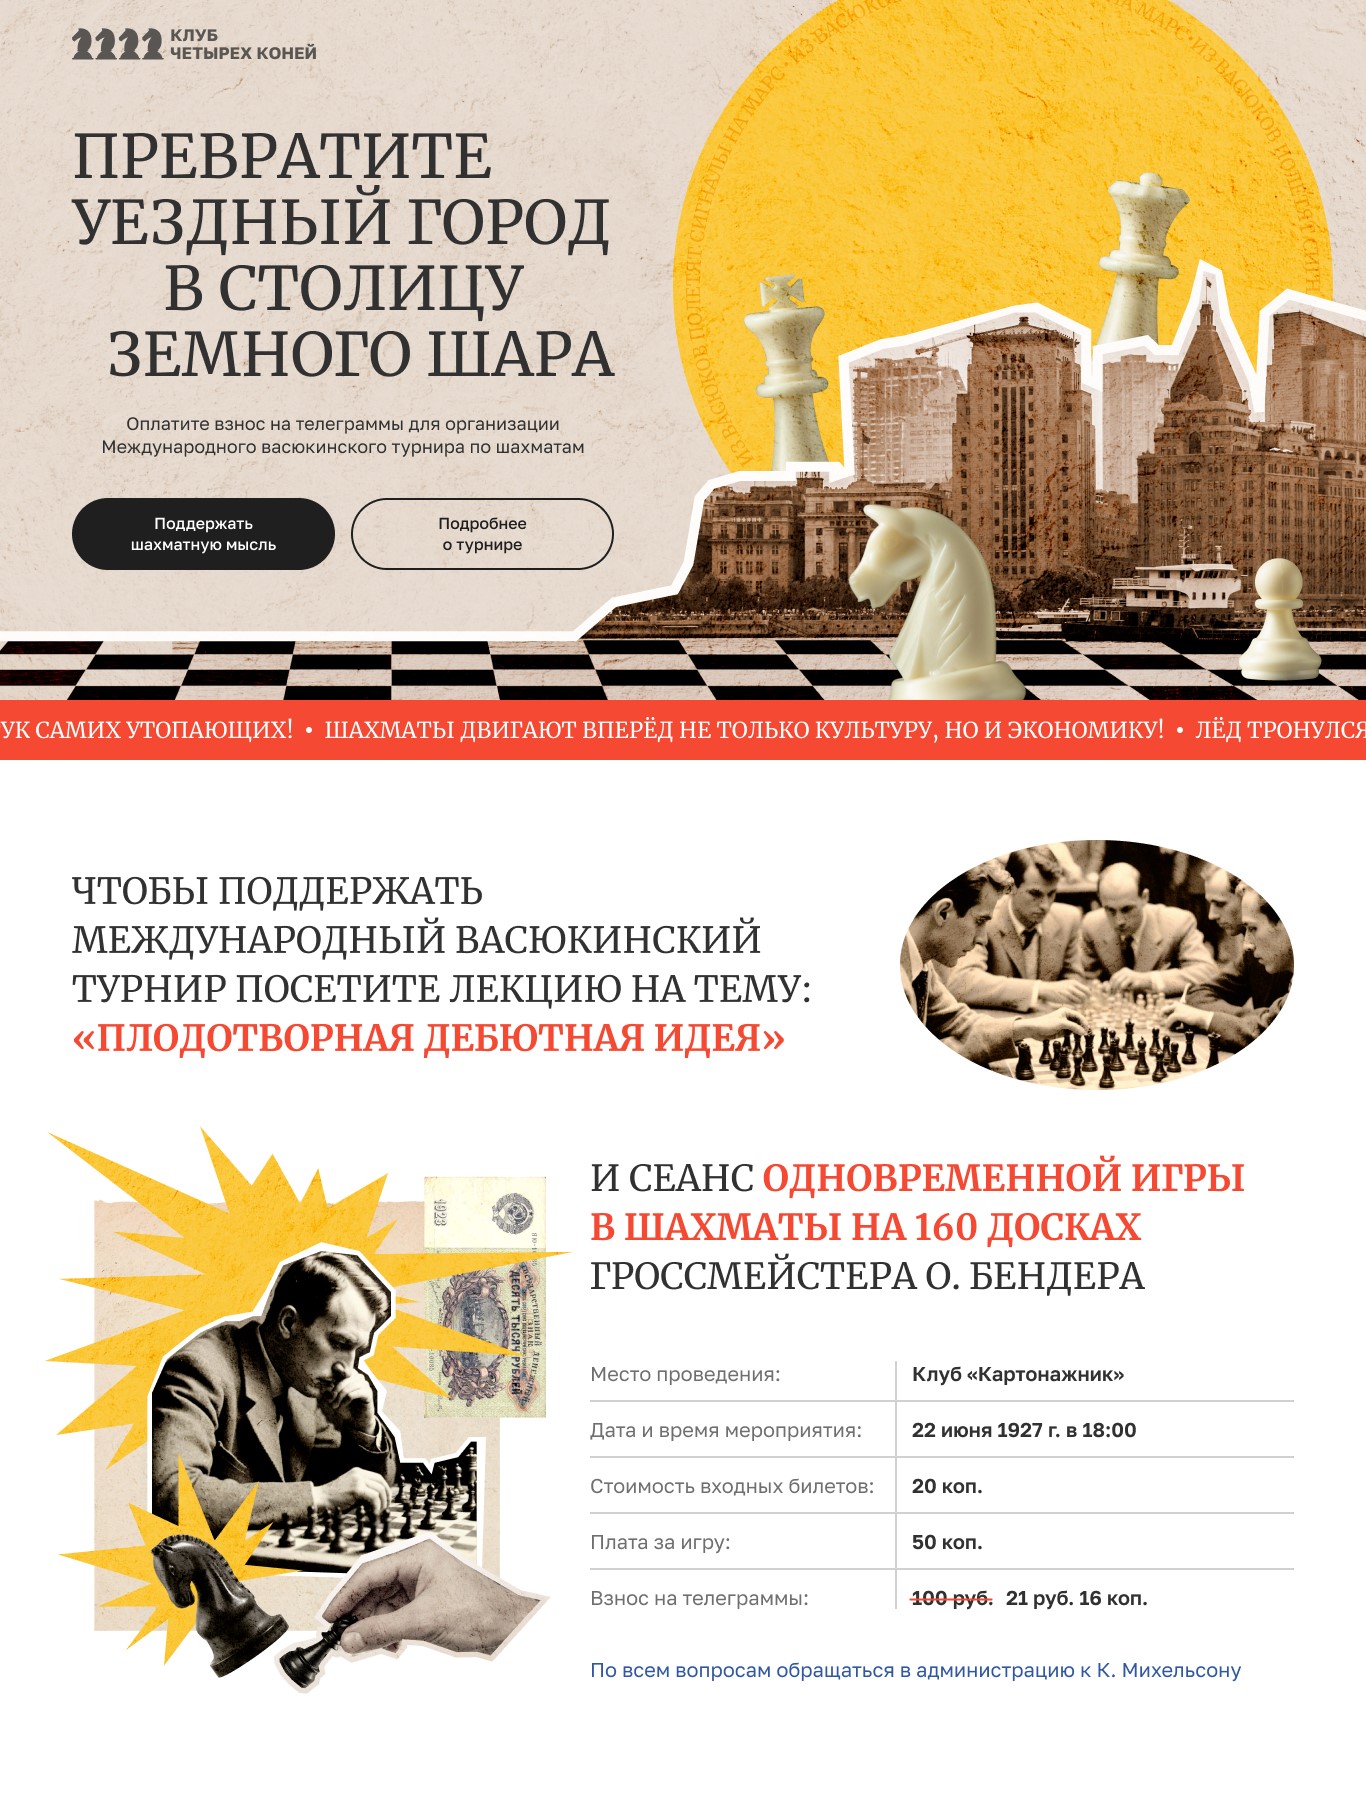 КЛУБ
ЧЕТЫРЕХ КОНЕЙ
ПРЕВРАТИТЕ
УЕЗДНЫЙ ГОРОД
В СТОЛИЦУ
ЗЕМНОГО ШАРА
Оплатите взнос на телеграммы для организации
Международного васюкинского турнира по шахматам
Поддержать
шахматную мысль
Подробнее
о турнире
ИЗ ВАСЮКОВ ПОЛЕТЯТ СИГНАЛЫ НА МАРС • ИЗ ВАСЮКОВ
НА МАРС • ИЗ ВАСЮКОВ ПОЛЕТЯТ СИГН
УК САМИХ УТОПАЮЩИХ! • ШАХМАТЫ ДВИГАЮТ ВПЕРЁД НЕ ТОЛЬКО КУЛЬТУРУ, НО И ЭКОНОМИКУ! • ЛЁД ТРОНУЛСЯ
ЧТОБЫ ПОДДЕРЖАТЬ
МЕЖДУНАРОДНЫЙ ВАСЮКИНСКИЙ
ТУРНИР ПОСЕТИТЕ ЛЕКЦИЮ НА ТЕМУ:
«ПЛОДОТВОРНАЯ ДЕБЮТНАЯ ИДЕЯ»
1923
ДЕСЯТЬ ТЫСЯЧ РУБЛЕЙ
И СЕАНС ОДНОВРЕМЕННОЙ ИГРЫ
В ШАХМАТЫ НА 160 ДОСКАХ
ГРОССМЕЙСТЕРА О. БЕНДЕРА
Место проведения: Клуб «Картонажник»
Дата и время мероприятия: 22 июня 1927 г. в 18:00
Стоимость входных билетов: 20 коп.
Плата за игру: 50 коп.
Взнос на телеграммы: 100 руб. 21 руб. 16 коп.
По всем вопросам обращаться в администрацию к К. Михельсону